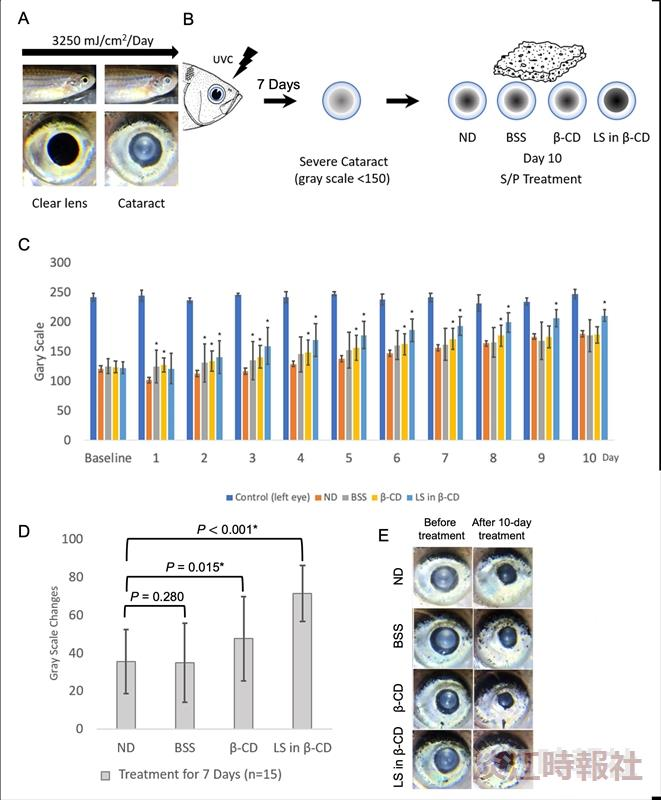 A
3250 mJ/cm²/Day
Clear lens
Cataract
B
UVC
7 Days
Severe Cataract
(gray scale <150)
ND
BSS
β-CD
LS in β-CD
Day 10
S/P Treatment
C
300
250
200
150
100
50
0
Gary Scale
Baseline
1
2
3
4
5
6
7
8
9
10
Day
Control (left eye)
ND
BSS
β-CD
LS in β-CD
D
P < 0.001*
P = 0.015*
P = 0.280
100
80
60
40
20
0
Gray Scale Changes
ND
BSS
β-CD
LS in β-CD
Treatment for 7 Days (n=15)
E
Before
treatment
After 10-day
treatment
ND
BSS
β-CD
LS in β-CD
江時報社